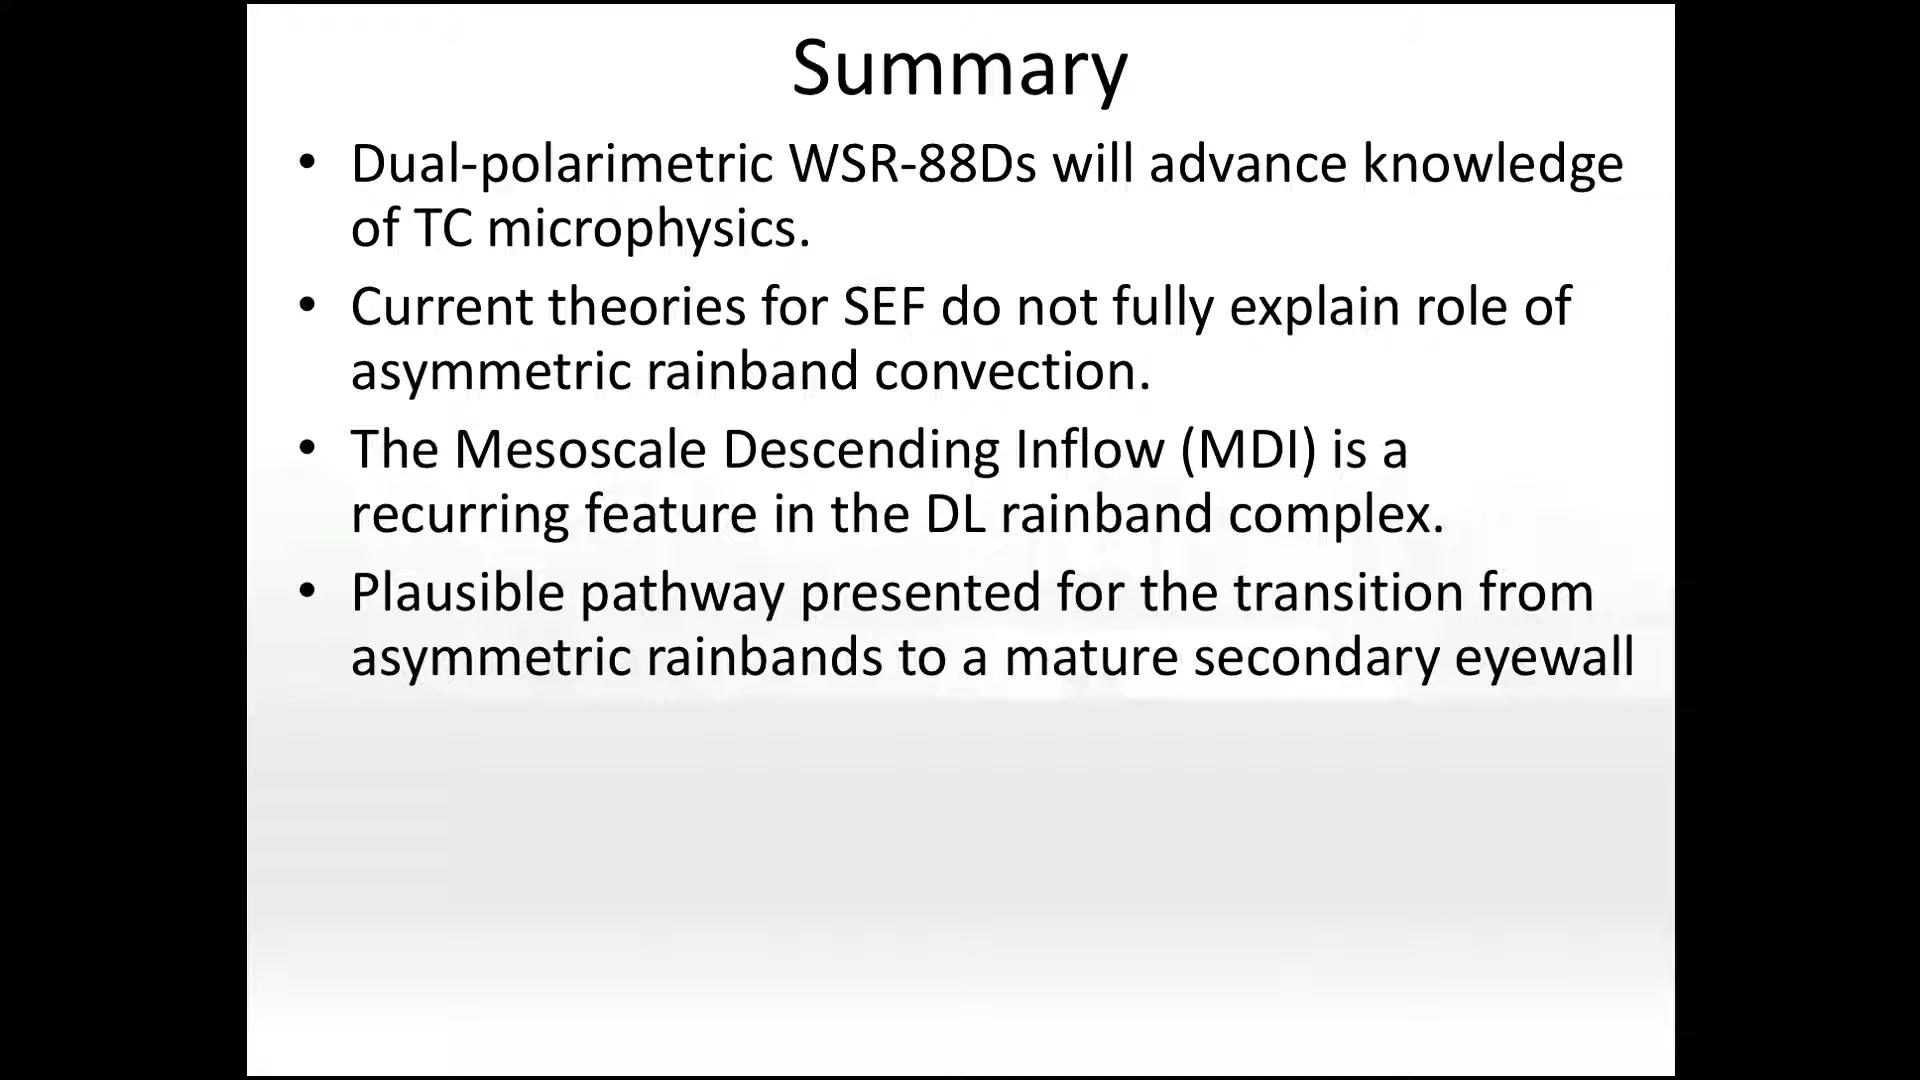 Summary
• Dual-polarimetric WSR-88Ds will advance knowledge
of TC microphysics.
• Current theories for SEF do not fully explain role of
asymmetric rainband convection.
• The Mesoscale Descending Inflow (MDI) is a
recurring feature in the DL rainband complex.
• Plausible pathway presented for the transition from
asymmetric rainbands to a mature secondary eyewall